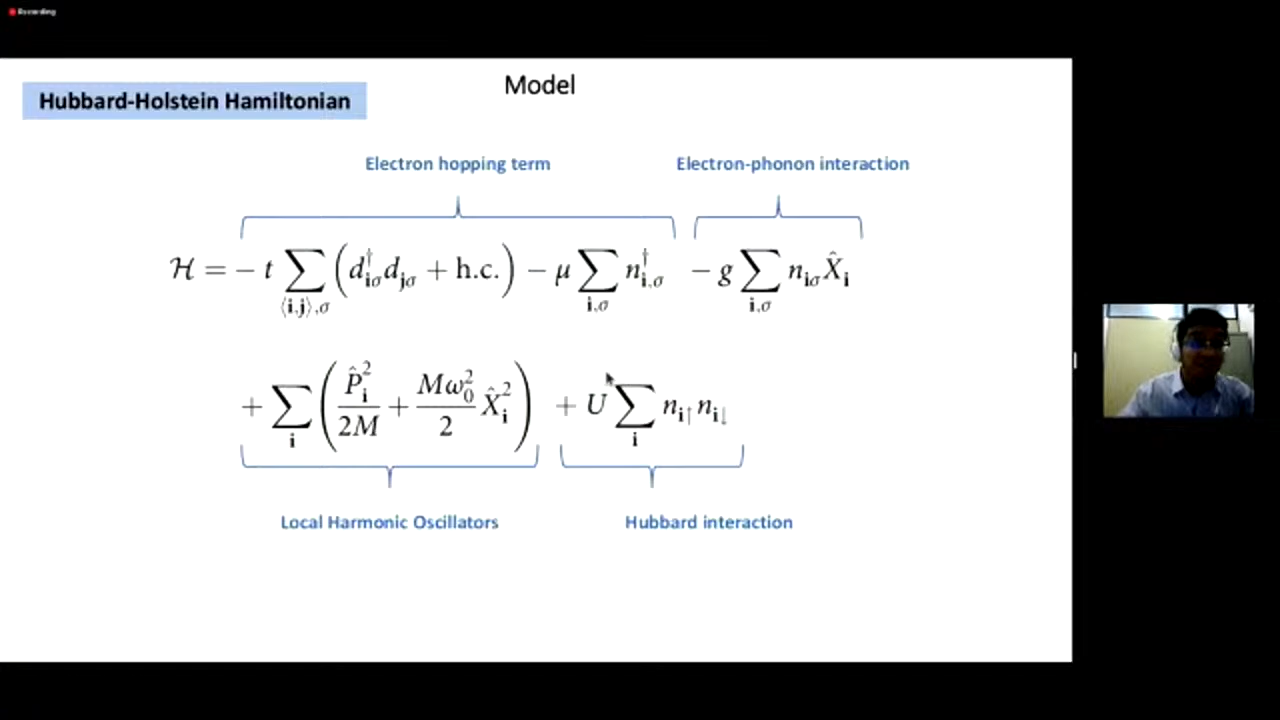 Recording
Model
Hubbard-Holstein Hamiltonian
Electron hopping term
Electron-phonon interaction
ℋ = − t ∑⟨i,j⟩,σ (d†iσ djσ + h.c.) − μ ∑i,σ n†i,σ − g ∑i,σ niσ X̂i
+ ∑i (P̂i²/2M + Mω0²/2 X̂i²) + U ∑i ni↑ ni↓
Local Harmonic Oscillators
Hubbard interaction